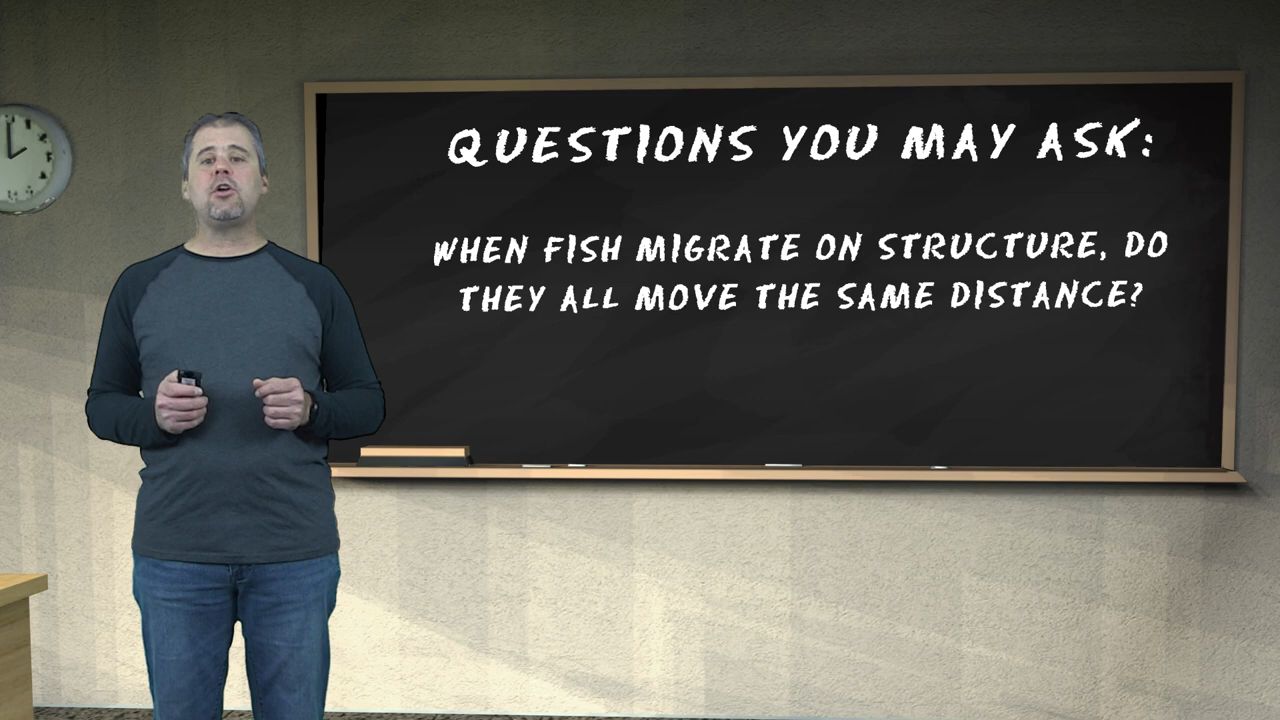 QUESTIONS YOU MAY ASK:
WHEN FISH MIGRATE ON STRUCTURE, DO
THEY ALL MOVE THE SAME DISTANCE?